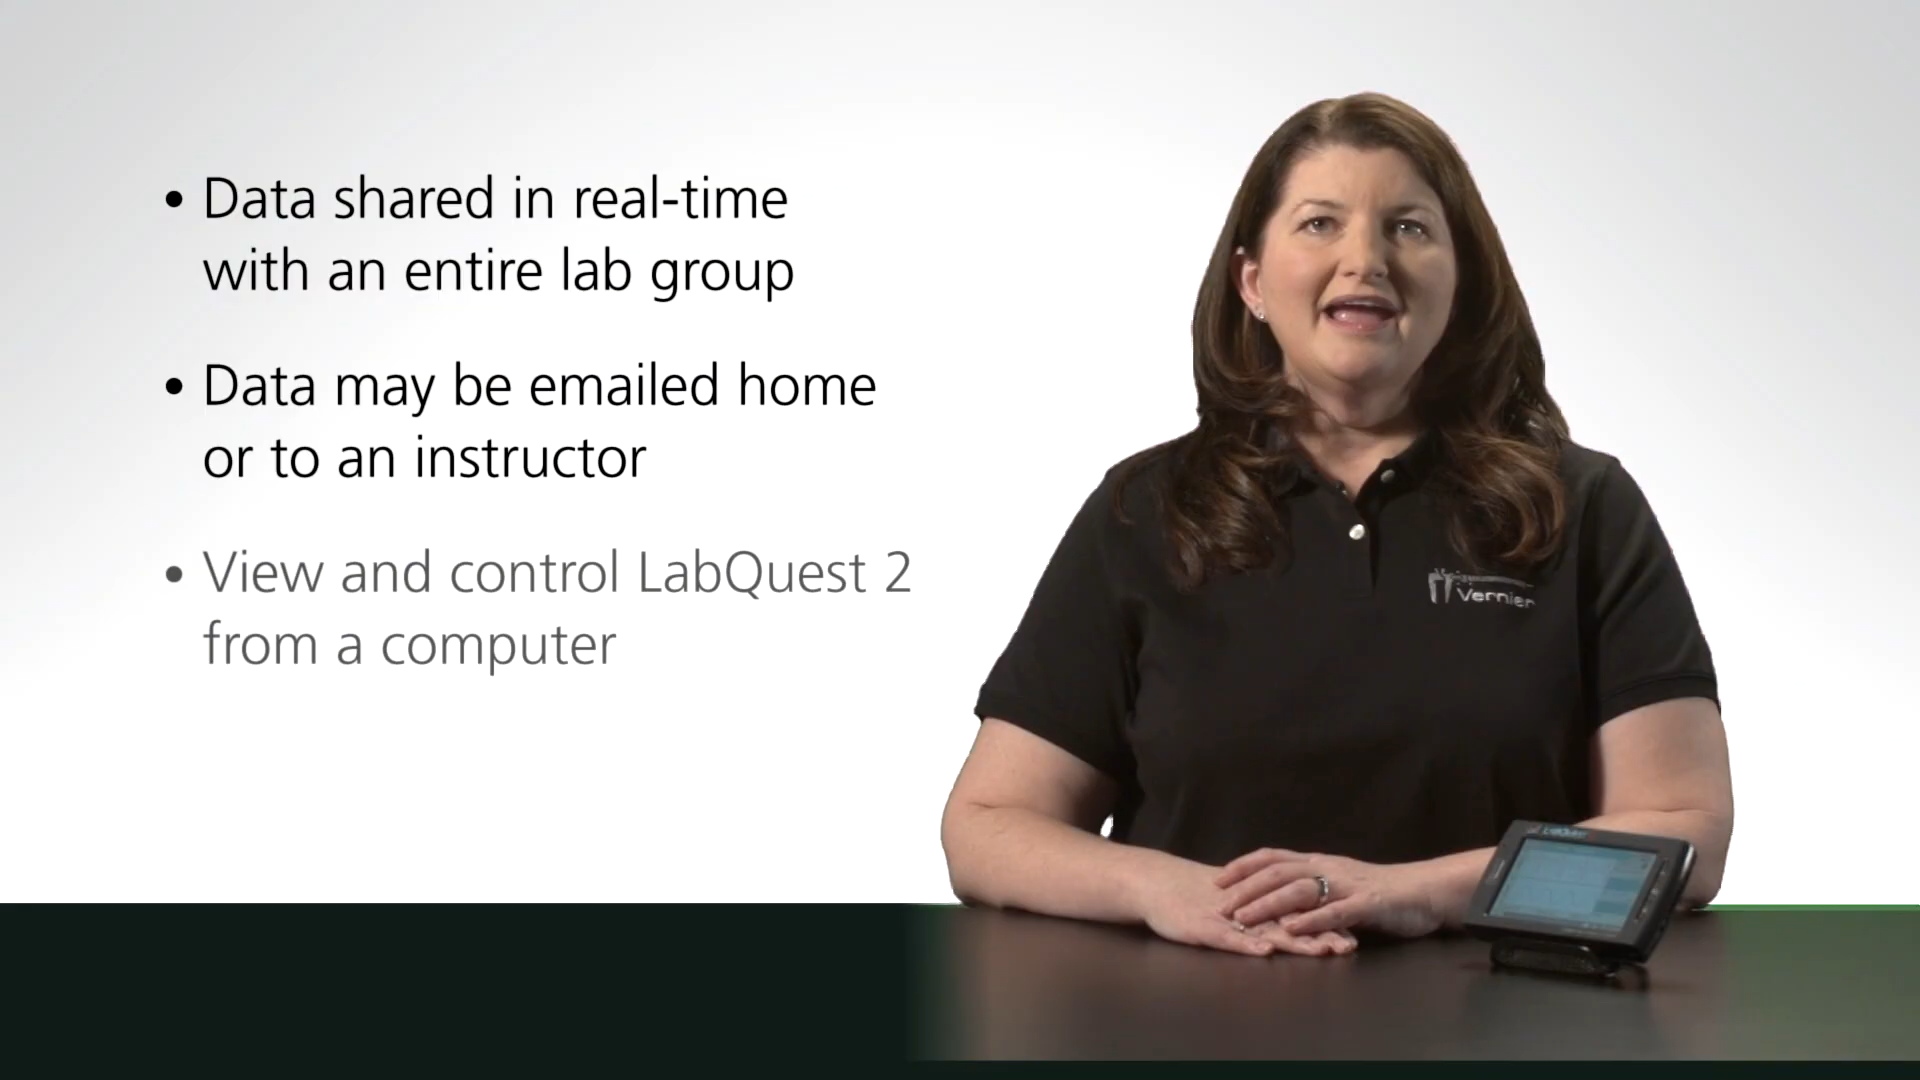 • Data shared in real-time
with an entire lab group
• Data may be emailed home
or to an instructor
• View and control LabQuest 2
from a computer
Vernier